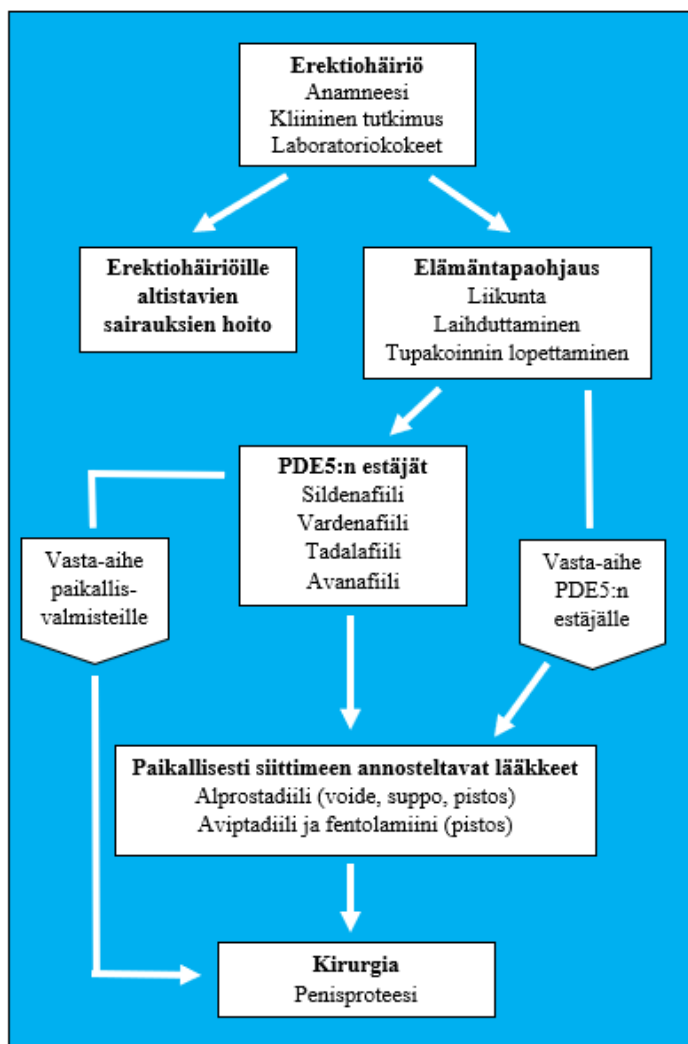 Erektiohäiriö
Anamneesi
Kliininen tutkimus
Laboratoriokokeet
Erektiohäiriöille
altistavien
sairauksien hoito
Elämäntapaohjaus
Liikunta
Laihduttaminen
Tupakoinnin lopettaminen
PDE5:n estäjät
Sildenafiili
Vardenafiili
Tadalafiili
Avanafiili
Vasta-aihe
paikallis-
valmisteille
Vasta-aihe
PDE5:n
estäjälle
Paikallisesti siittimeen annosteltavat lääkkeet
Alprostadiili (voide, suppo, pistos)
Aviptadiili ja fentolamiini (pistos)
Kirurgia
Penisproteesi